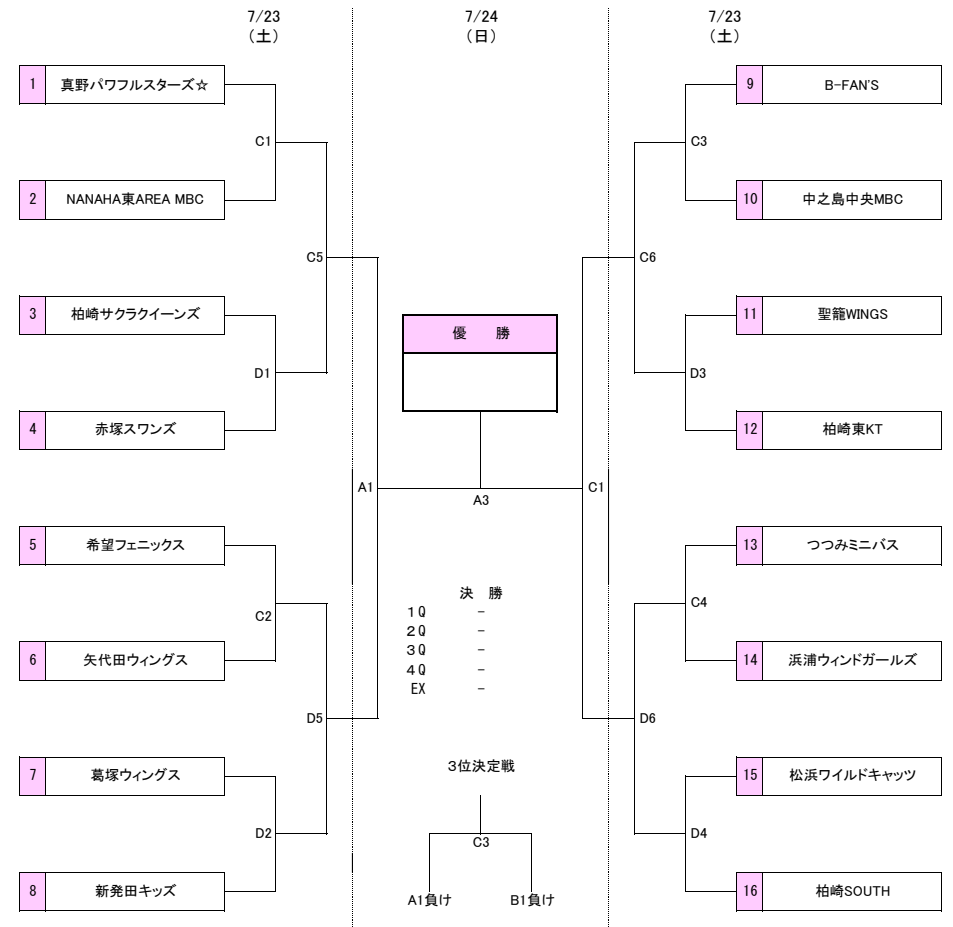 7/23
(土)
7/24
(日)
7/23
(土)
1 真野パワフルスターズ☆
C1
2 NANAHA東AREA MBC
C5
3 柏崎サクラクイーンズ
D1
4 赤塚スワンズ
A1
5 希望フェニックス
C2
6 矢代田ウィングス
D5
7 葛塚ウィングス
D2
8 新発田キッズ
優 勝
A3
決 勝
1Q -
2Q -
3Q -
4Q -
EX -
3位決定戦
C3
A1負け B1負け
9 B-FAN'S
C3
10 中之島中央MBC
C6
11 聖籠WINGS
D3
12 柏崎東KT
C1
13 つつみミニバス
C4
14 浜浦ウィンドガールズ
D6
15 松浜ワイルドキャッツ
D4
16 柏崎SOUTH